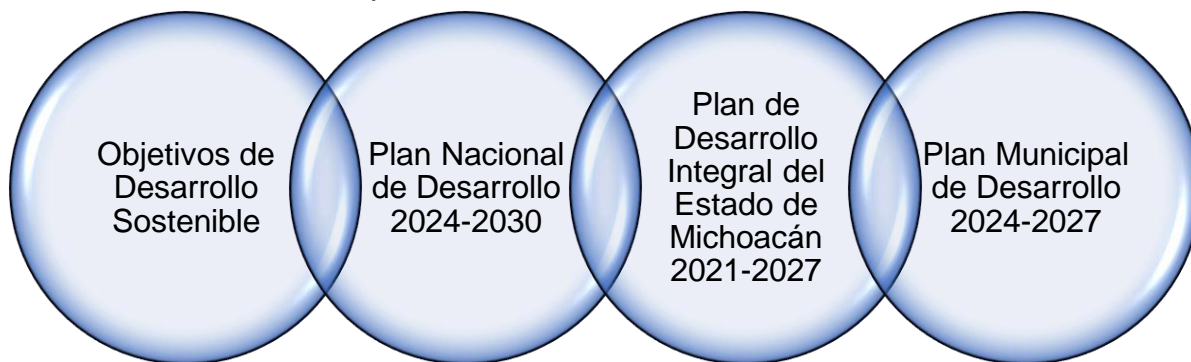 Objetivos de
Desarrollo
Sostenible
Plan Nacional
de Desarrollo
2024-2030
Plan de
Desarrollo
Integral del
Estado de
Michoacán
2021-2027
Plan Municipal
de Desarrollo
2024-2027